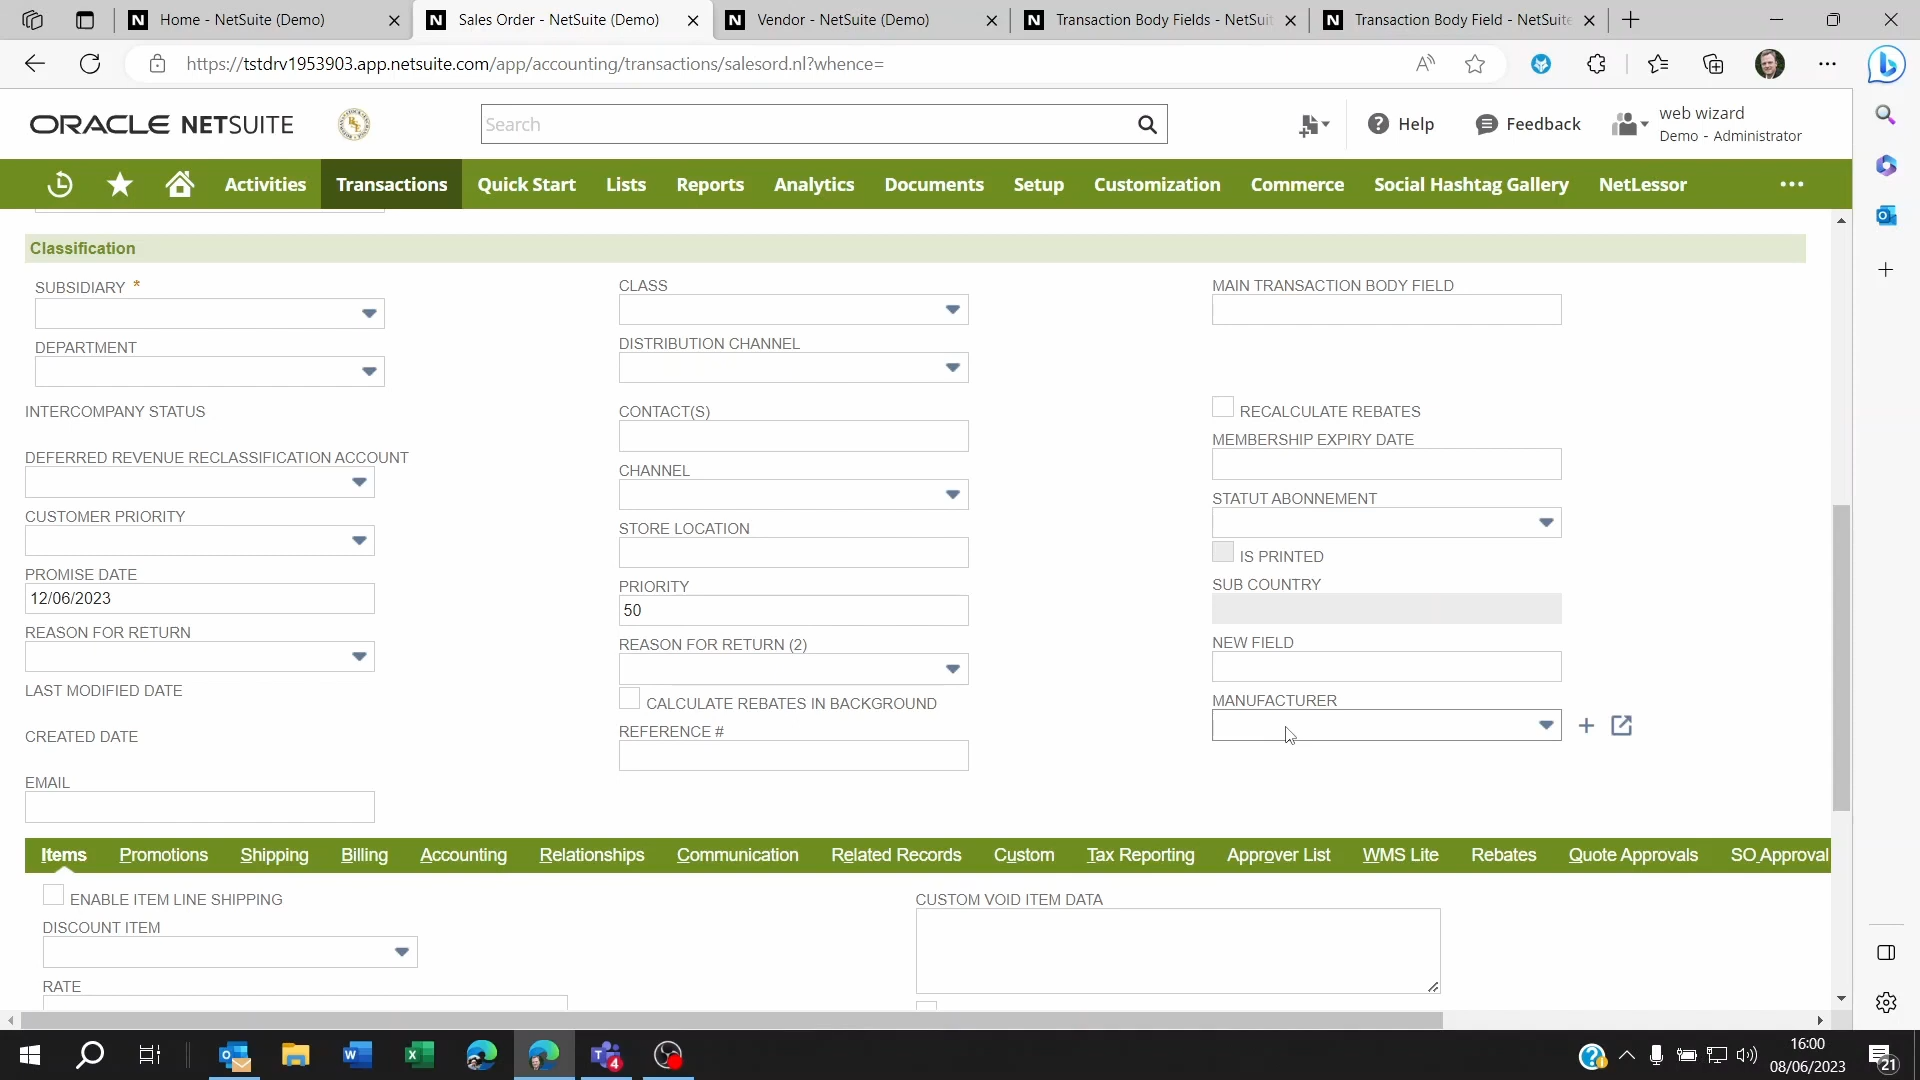 Home - NetSuite (Demo)
Sales Order - NetSuite (Demo)
Vendor - NetSuite (Demo)
Transaction Body Fields - NetSuit
Transaction Body Field - NetSuite
https://tstdrv1953903.app.netsuite.com/app/accounting/transactions/salesord.nl?whence=
ORACLE NETSUITE
Search
Help
Feedback
web wizard
Demo - Administrator
Activities
Transactions
Quick Start
Lists
Reports
Analytics
Documents
Setup
Customization
Commerce
Social Hashtag Gallery
NetLessor
Classification
SUBSIDIARY *
DEPARTMENT
INTERCOMPANY STATUS
DEFERRED REVENUE RECLASSIFICATION ACCOUNT
CUSTOMER PRIORITY
PROMISE DATE
12/06/2023
REASON FOR RETURN
LAST MODIFIED DATE
CREATED DATE
EMAIL
CLASS
DISTRIBUTION CHANNEL
CONTACT(S)
CHANNEL
STORE LOCATION
PRIORITY
50
REASON FOR RETURN (2)
CALCULATE REBATES IN BACKGROUND
REFERENCE #
MAIN TRANSACTION BODY FIELD
RECALCULATE REBATES
MEMBERSHIP EXPIRY DATE
STATUT ABONNEMENT
IS PRINTED
SUB COUNTRY
NEW FIELD
MANUFACTURER
Items
Promotions
Shipping
Billing
Accounting
Relationships
Communication
Related Records
Custom
Tax Reporting
Approver List
WMS Lite
Rebates
Quote Approvals
SO Approval
ENABLE ITEM LINE SHIPPING
DISCOUNT ITEM
RATE
CUSTOM VOID ITEM DATA
4
16:00
08/06/2023
21